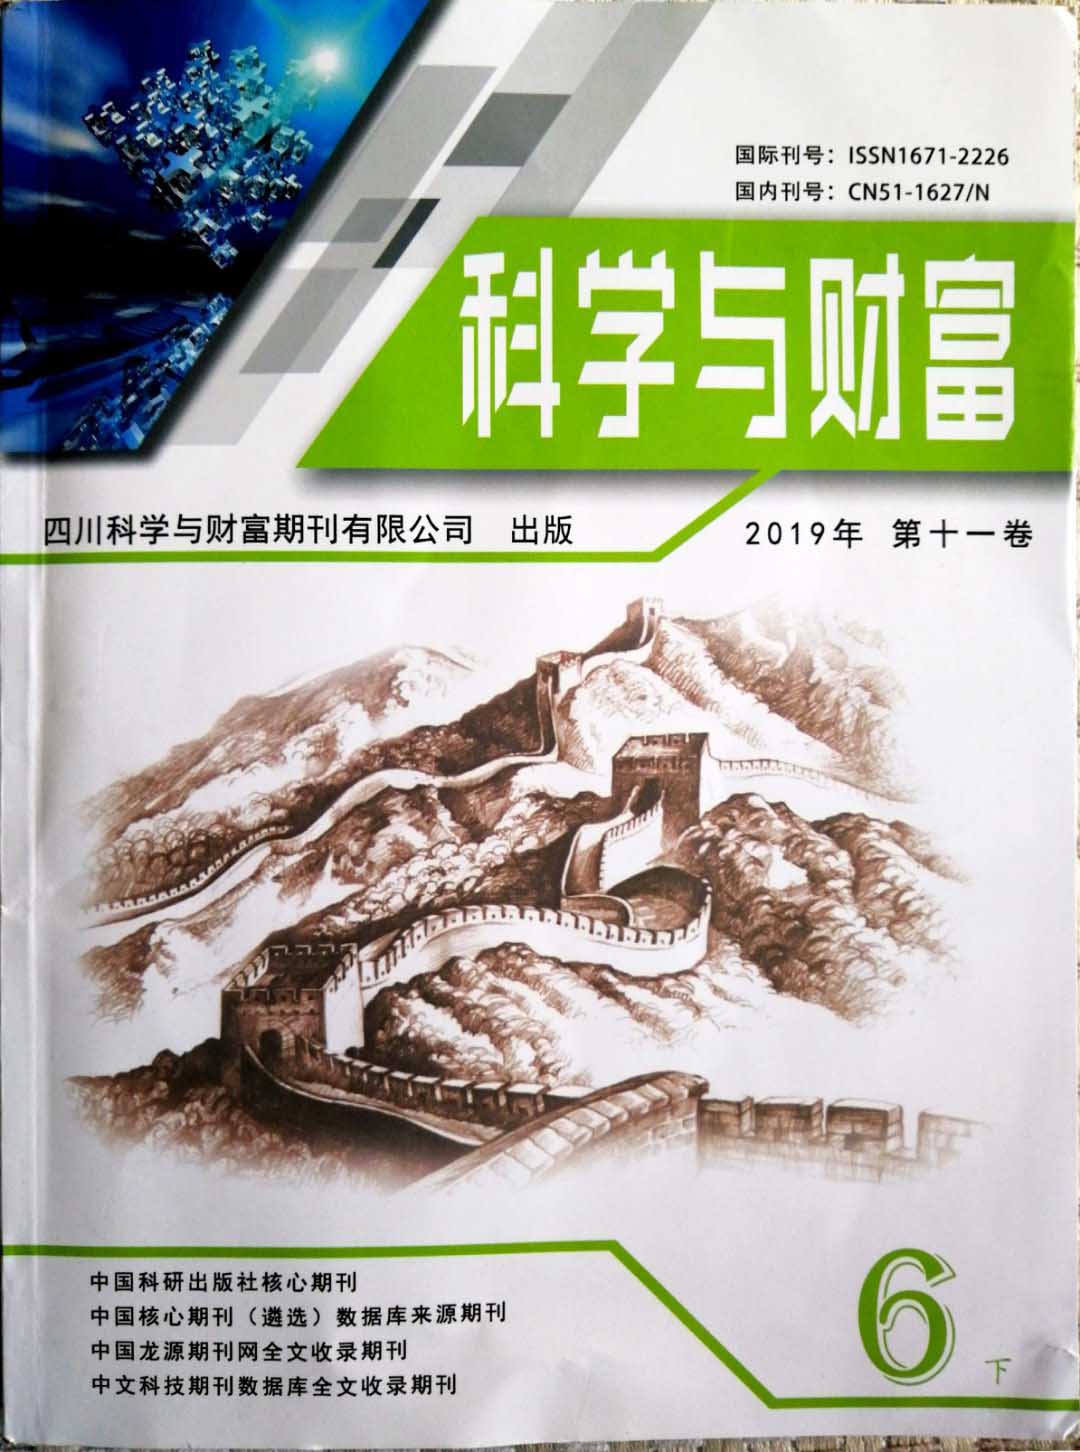 国际刊号：ISSN1671-2226
国内刊号：CN51-1627/N
科学与财富
四川科学与财富期刊有限公司 出版
2019年 第十一卷
中国科研出版社核心期刊
中国核心期刊（遴选）数据库来源期刊
中国龙源期刊网全文收录期刊
中文科技期刊数据库全文收录期刊
6
下